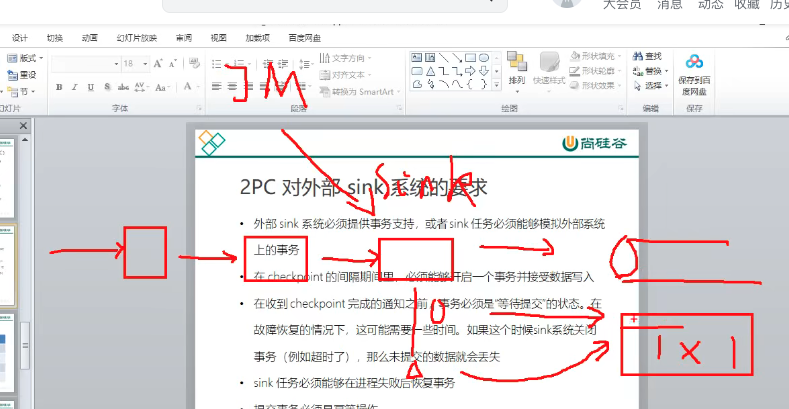 大会员 消息 动态 收藏 历史
设计 切换 动画 幻灯片放映 审阅 视图 加载项 百度网盘
版式
重设
节
幻灯片
18
字体
文字方向
对齐文本
转换为 SmartArt
段落
排列
快速样式
形状填充
形状轮廓
形状效果
绘图
查找
替换
选择
编辑
保存到百度网盘
保存
JM
尚硅谷
sink
2PC 对外部 sink 系统的要求
• 外部 sink 系统必须提供事务支持,或者 sink 任务必须能够模拟外部系统
上的事务
• 在 checkpoint 的间隔期间里,必须能够开启一个事务并接受数据写入
• 在收到 checkpoint 完成的通知之前,事务必须是“等待提交”的状态。在
故障恢复的情况下,这可能需要一些时间。如果这个时候sink系统关闭
事务(例如超时了),那么未提交的数据就会丢失
• sink 任务必须能够在进程失败后恢复事务
• 提交事务必须是幂等操作
1 x 1